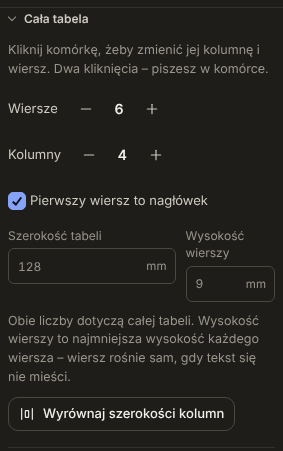 Cała tabela
Kliknij komórkę, żeby zmienić jej kolumnę i
wiersz. Dwa kliknięcia – piszesz w komórce.
Wiersze − 6 +
Kolumny − 4 +
Pierwszy wiersz to nagłówek
Szerokość tabeli
128 mm
Wysokość
wierszy
9 mm
Obie liczby dotyczą całej tabeli. Wysokość
wierszy to najmniejsza wysokość każdego
wiersza – wiersz rośnie sam, gdy tekst się
nie mieści.
Wyrównaj szerokości kolumn